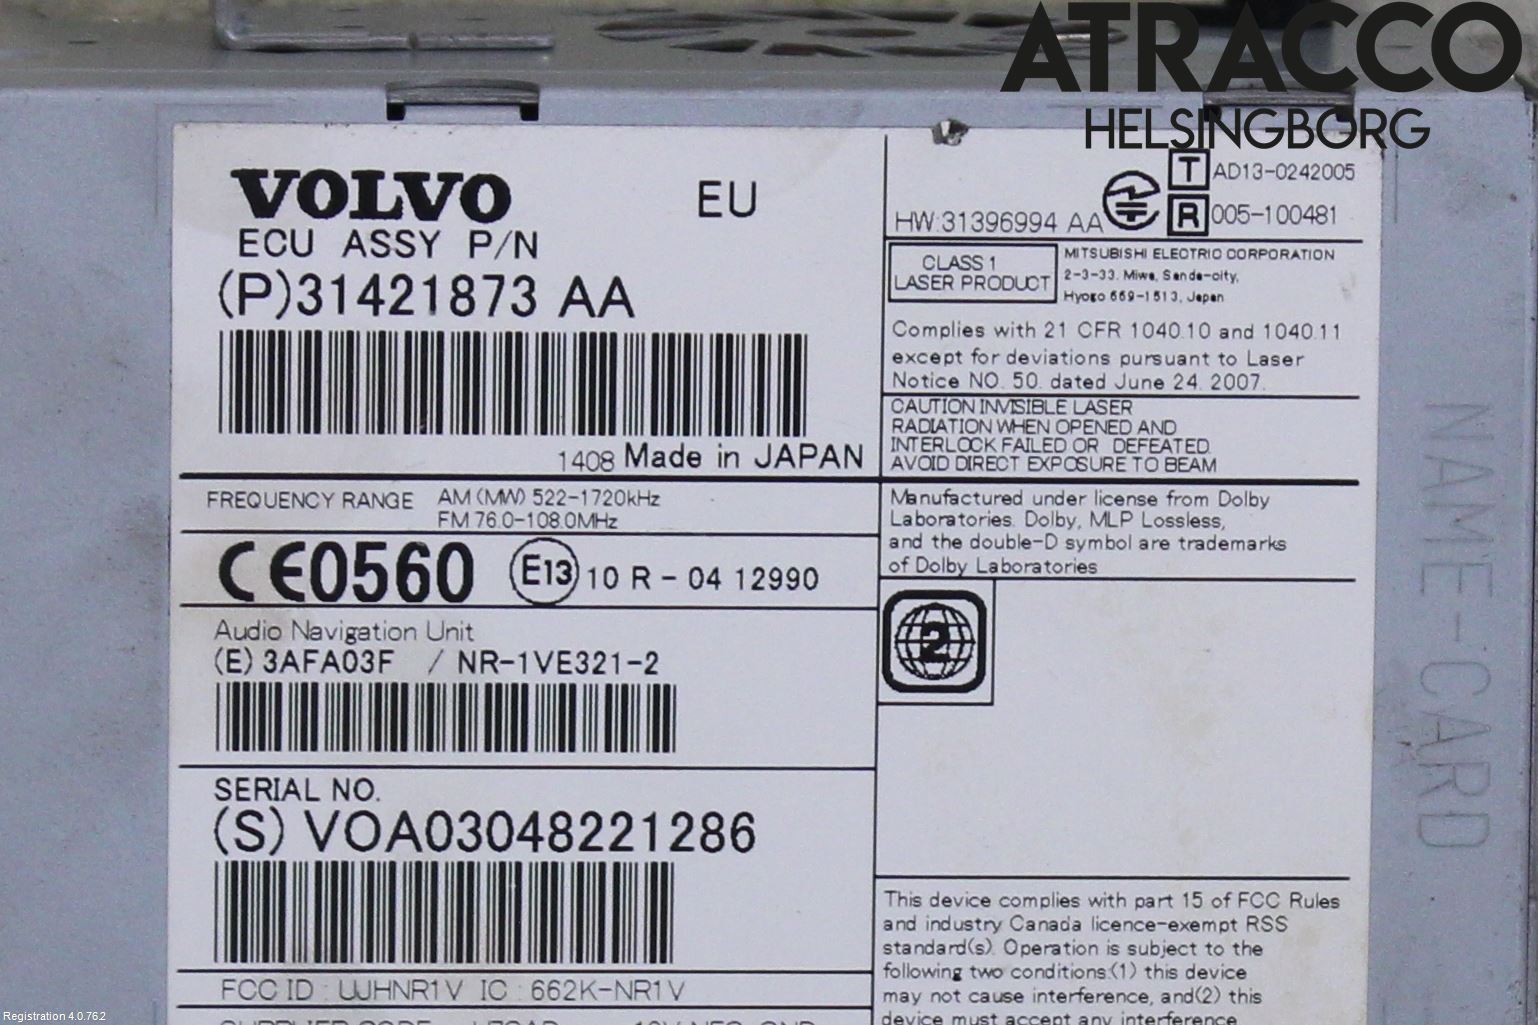 ATRACCO
HELSINGBORG
VOLVO
EU
ECU ASSY P/N
(P)31421873 AA
1408 Made in JAPAN
HW:31396994 AA
T AD13-0242005
R 005-100481
CLASS 1
LASER PRODUCT
MITSUBISHI ELECTRIC CORPORATION
2-3-33, Miwa, Sanda-city,
Hyogo 669-1513, Japan
Complies with 21 CFR 1040.10 and 1040.11
except for deviations pursuant to Laser
Notice NO. 50. dated June 24. 2007.
CAUTION INVISIBLE LASER
RADIATION WHEN OPENED AND
INTERLOCK FAILED OR DEFEATED.
AVOID DIRECT EXPOSURE TO BEAM
FREQUENCY RANGE
AM (MW) 522-1720kHz
FM 76.0-108.0MHz
Manufactured under license from Dolby
Laboratories. Dolby, MLP Lossless,
and the double-D symbol are trademarks
of Dolby Laboratories
CE0560
E13 10 R - 04 12990
2
Audio Navigation Unit
(E) 3AFA03F / NR-1VE321-2
SERIAL NO.
(S) VOA03048221286
FCC ID : UJHNR1V IC : 662K-NR1V
This device complies with part 15 of FCC Rules
and industry Canada licence-exempt RSS
standard(s). Operation is subject to the
following two conditions:(1) this device
may not cause interference, and(2) this
device must accept any interference
NAME-CARD
Registration 4.0.762